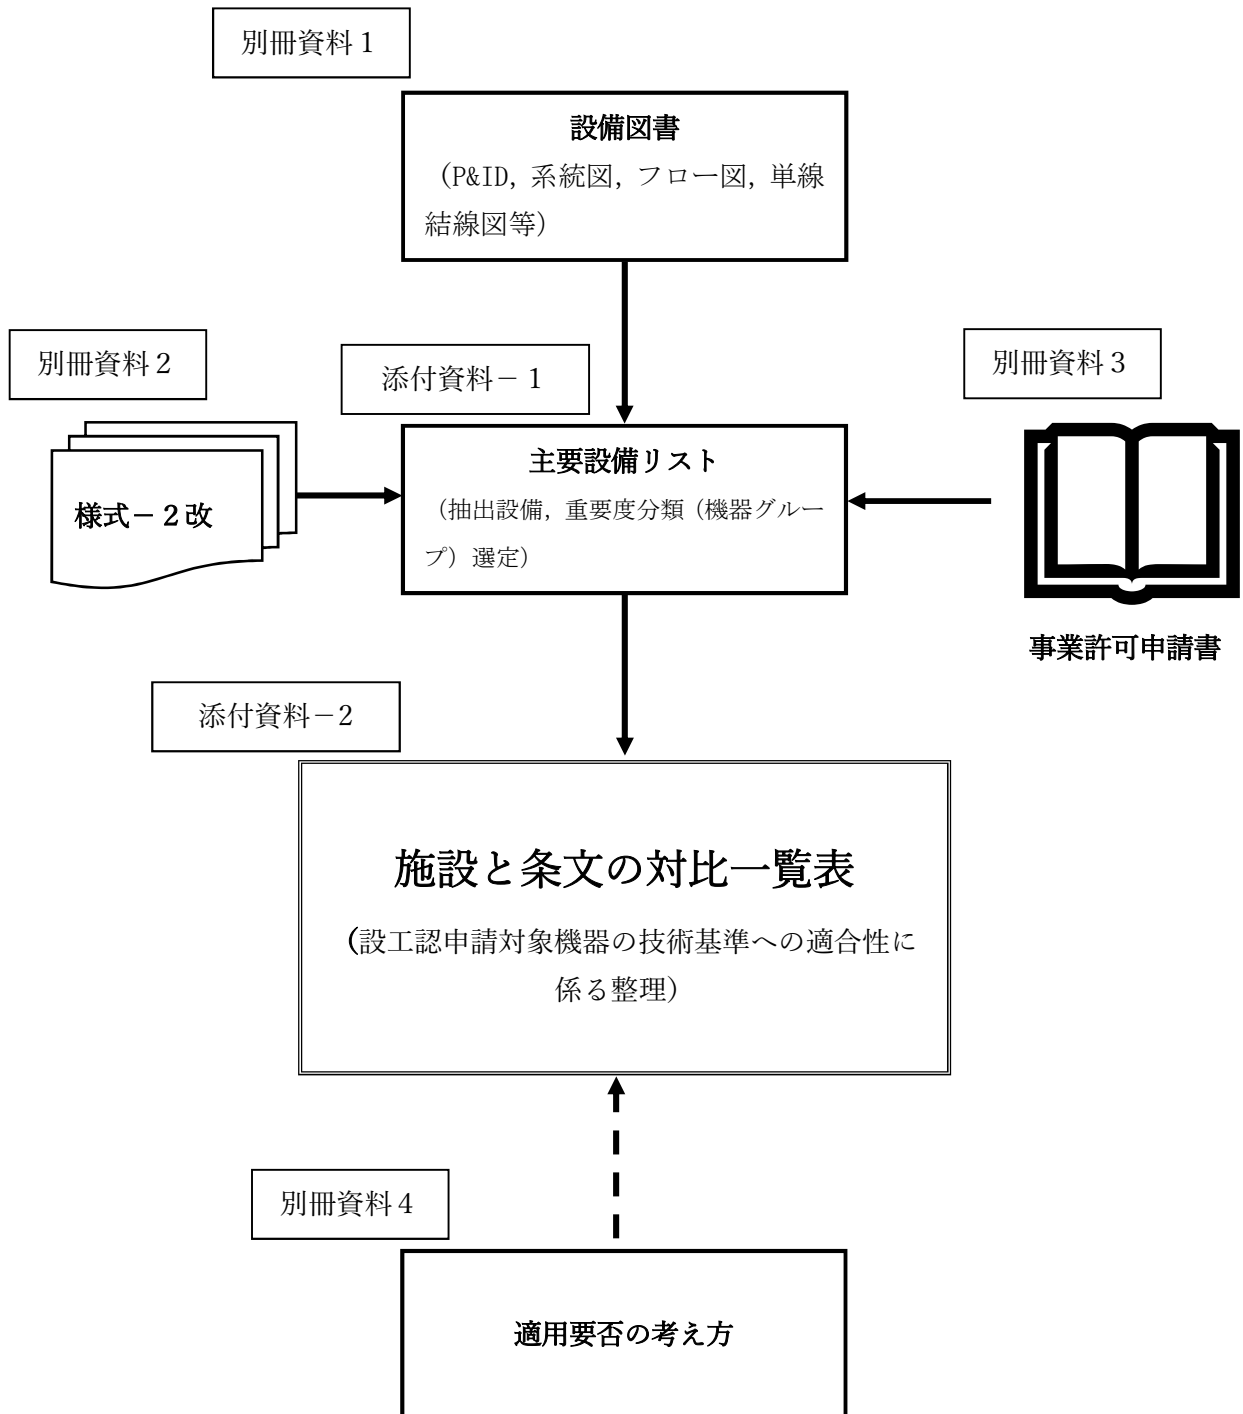 別冊資料１
設備図書
（P&ID, 系統図, フロー図, 単線
結線図等）
別冊資料２
添付資料－１
別冊資料３
様式－２改
主要設備リスト
（抽出設備, 重要度分類（機器グルー
プ）選定）
事業許可申請書
添付資料－2
施設と条文の対比一覧表
（設工認申請対象機器の技術基準への適合性に
係る整理）
別冊資料４
適用要否の考え方